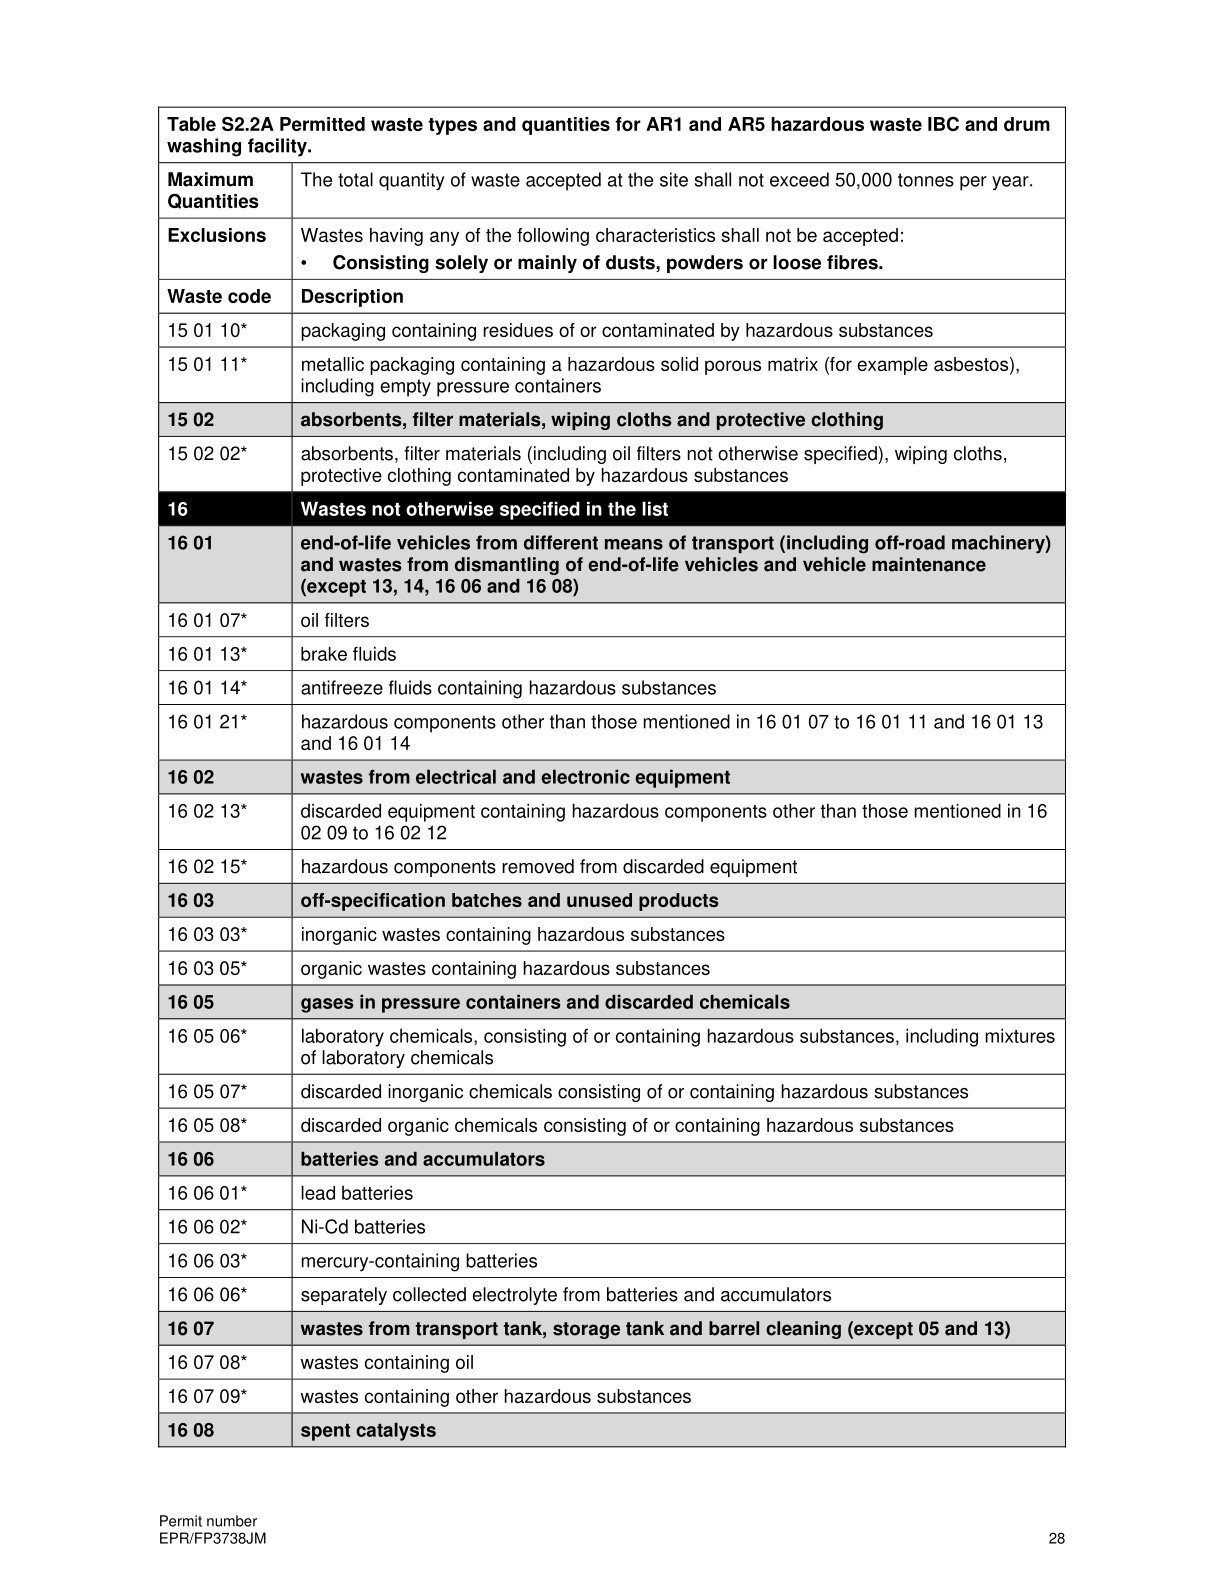 Table S2.2A Permitted waste types and quantities for AR1 and AR5 hazardous waste IBC and drum
washing facility.
Maximum
Quantities
The total quantity of waste accepted at the site shall not exceed 50,000 tonnes per year.
Exclusions
Wastes having any of the following characteristics shall not be accepted:
• Consisting solely or mainly of dusts, powders or loose fibres.
Waste code Description
15 01 10* packaging containing residues of or contaminated by hazardous substances
15 01 11* metallic packaging containing a hazardous solid porous matrix (for example asbestos),
including empty pressure containers
15 02 absorbents, filter materials, wiping cloths and protective clothing
15 02 02* absorbents, filter materials (including oil filters not otherwise specified), wiping cloths,
protective clothing contaminated by hazardous substances
16 Wastes not otherwise specified in the list
16 01 end-of-life vehicles from different means of transport (including off-road machinery)
and wastes from dismantling of end-of-life vehicles and vehicle maintenance
(except 13, 14, 16 06 and 16 08)
16 01 07* oil filters
16 01 13* brake fluids
16 01 14* antifreeze fluids containing hazardous substances
16 01 21* hazardous components other than those mentioned in 16 01 07 to 16 01 11 and 16 01 13
and 16 01 14
16 02 wastes from electrical and electronic equipment
16 02 13* discarded equipment containing hazardous components other than those mentioned in 16
02 09 to 16 02 12
16 02 15* hazardous components removed from discarded equipment
16 03 off-specification batches and unused products
16 03 03* inorganic wastes containing hazardous substances
16 03 05* organic wastes containing hazardous substances
16 05 gases in pressure containers and discarded chemicals
16 05 06* laboratory chemicals, consisting of or containing hazardous substances, including mixtures
of laboratory chemicals
16 05 07* discarded inorganic chemicals consisting of or containing hazardous substances
16 05 08* discarded organic chemicals consisting of or containing hazardous substances
16 06 batteries and accumulators
16 06 01* lead batteries
16 06 02* Ni-Cd batteries
16 06 03* mercury-containing batteries
16 06 06* separately collected electrolyte from batteries and accumulators
16 07 wastes from transport tank, storage tank and barrel cleaning (except 05 and 13)
16 07 08* wastes containing oil
16 07 09* wastes containing other hazardous substances
16 08 spent catalysts
Permit number
EPR/FP3738JM 28